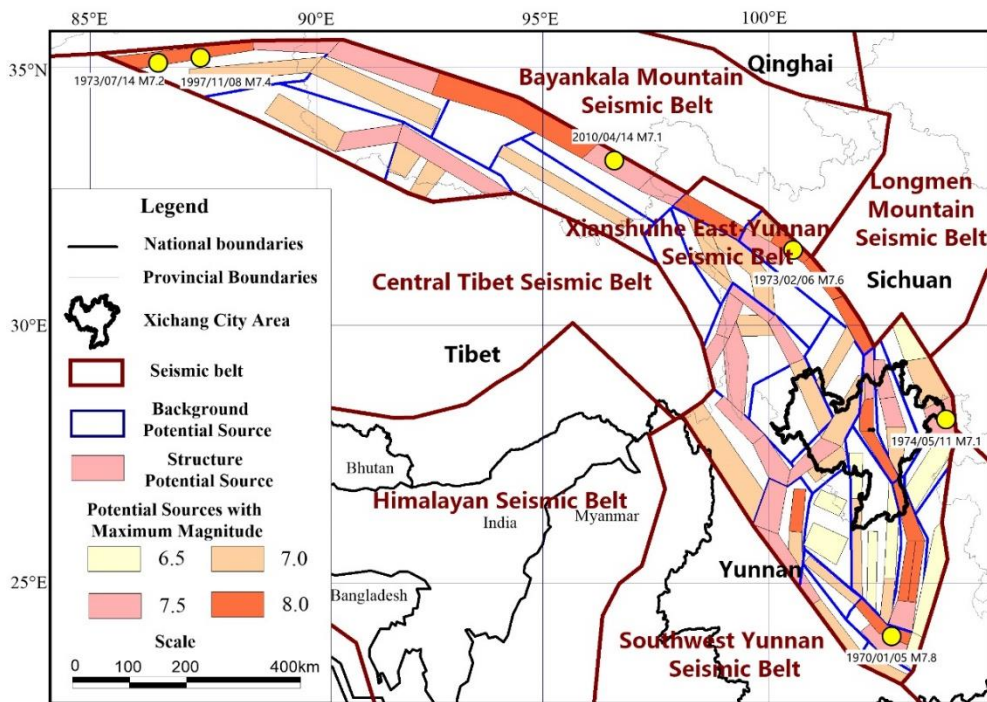 85°E
90°E
95°E
100°E
35°N
30°E
25°E
1973/07/14 M7.2
1997/11/08 M7.4
Qinghai
Bayankala Mountain
Seismic Belt
2010/04/14 M7.1
Longmen
Mountain
Seismic Belt
Xianshuihe East-Yunnan
Seismic Belt
1973/02/06 M7.6
Sichuan
Central Tibet Seismic Belt
Tibet
1974/05/11 M7.1
Bhutan
Himalayan Seismic Belt
India
Myanmar
Bangladesh
Yunnan
Southwest Yunnan
Seismic Belt
1970/01/05 M7.8
Legend
National boundaries
Provincial Boundaries
Xichang City Area
Seismic belt
Background
Potential Source
Structure
Potential Source
Potential Sources with
Maximum Magnitude
6.5
7.0
7.5
8.0
Scale
0 100 200 400km